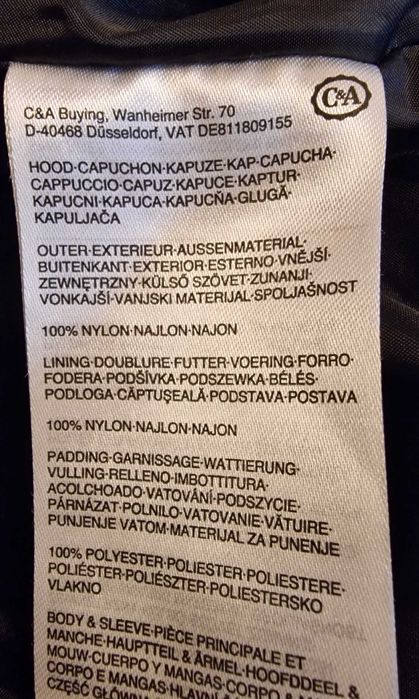 C&A
C&A Buying, Wanheimer Str. 70
D-40468 Düsseldorf, VAT DE811809155
HOOD·CAPUCHON·KAPUZE·KAP·CAPUCHA·
CAPPUCCIO·CAPUZ·KAPUCE·KAPTUR·
KAPUCNI·KAPUCA·KAPUCŇA·GLUGĂ·
KAPULJAČA
OUTER·EXTERIEUR·AUSSENMATERIAL·
BUITENKANT·EXTERIOR·ESTERNO·VNĚJŠÍ·
ZEWNĘTRZNY·KÜLSŐ SZÖVET·ZUNANJI·
VONKAJŠÍ·VANJSKI MATERIJAL·SPOLJAŠNOST
100% NYLON·NAJLON·NAJON
LINING·DOUBLURE·FUTTER·VOERING·FORRO·
FODERA·PODŠÍVKA·PODSZEWKA·BÉLÉS·
PODLOGA·CĂPTUŞEALĂ·PODSTAVA·POSTAVA
100% NYLON·NAJLON·NAJON
PADDING·GARNISSAGE·WATTIERUNG·
VULLING·RELLENO·IMBOTTITURA·
ACOLCHOADO·VATOVÁNÍ·PODSZYCIE·
PÁRNÁZAT·POLNILO·VATOVANIE·VĂTUIRE·
PUNJENJE VATOM·MATERIJAL ZA PUNENJE
100% POLYESTER·POLIESTER·POLIESTERE·
POLIÉSTER·POLIÉSZTER·POLIESTERSKO
VLAKNO
BODY & SLEEVE·PIÈCE PRINCIPALE ET
MANCHE·HAUPTTEIL & ÄRMEL·HOOFDDEEL &
MOUW·CUERPO Y MANGAS·CORPO
CORPO E MANGAS·HLAVNÍ
CZĘŚĆ